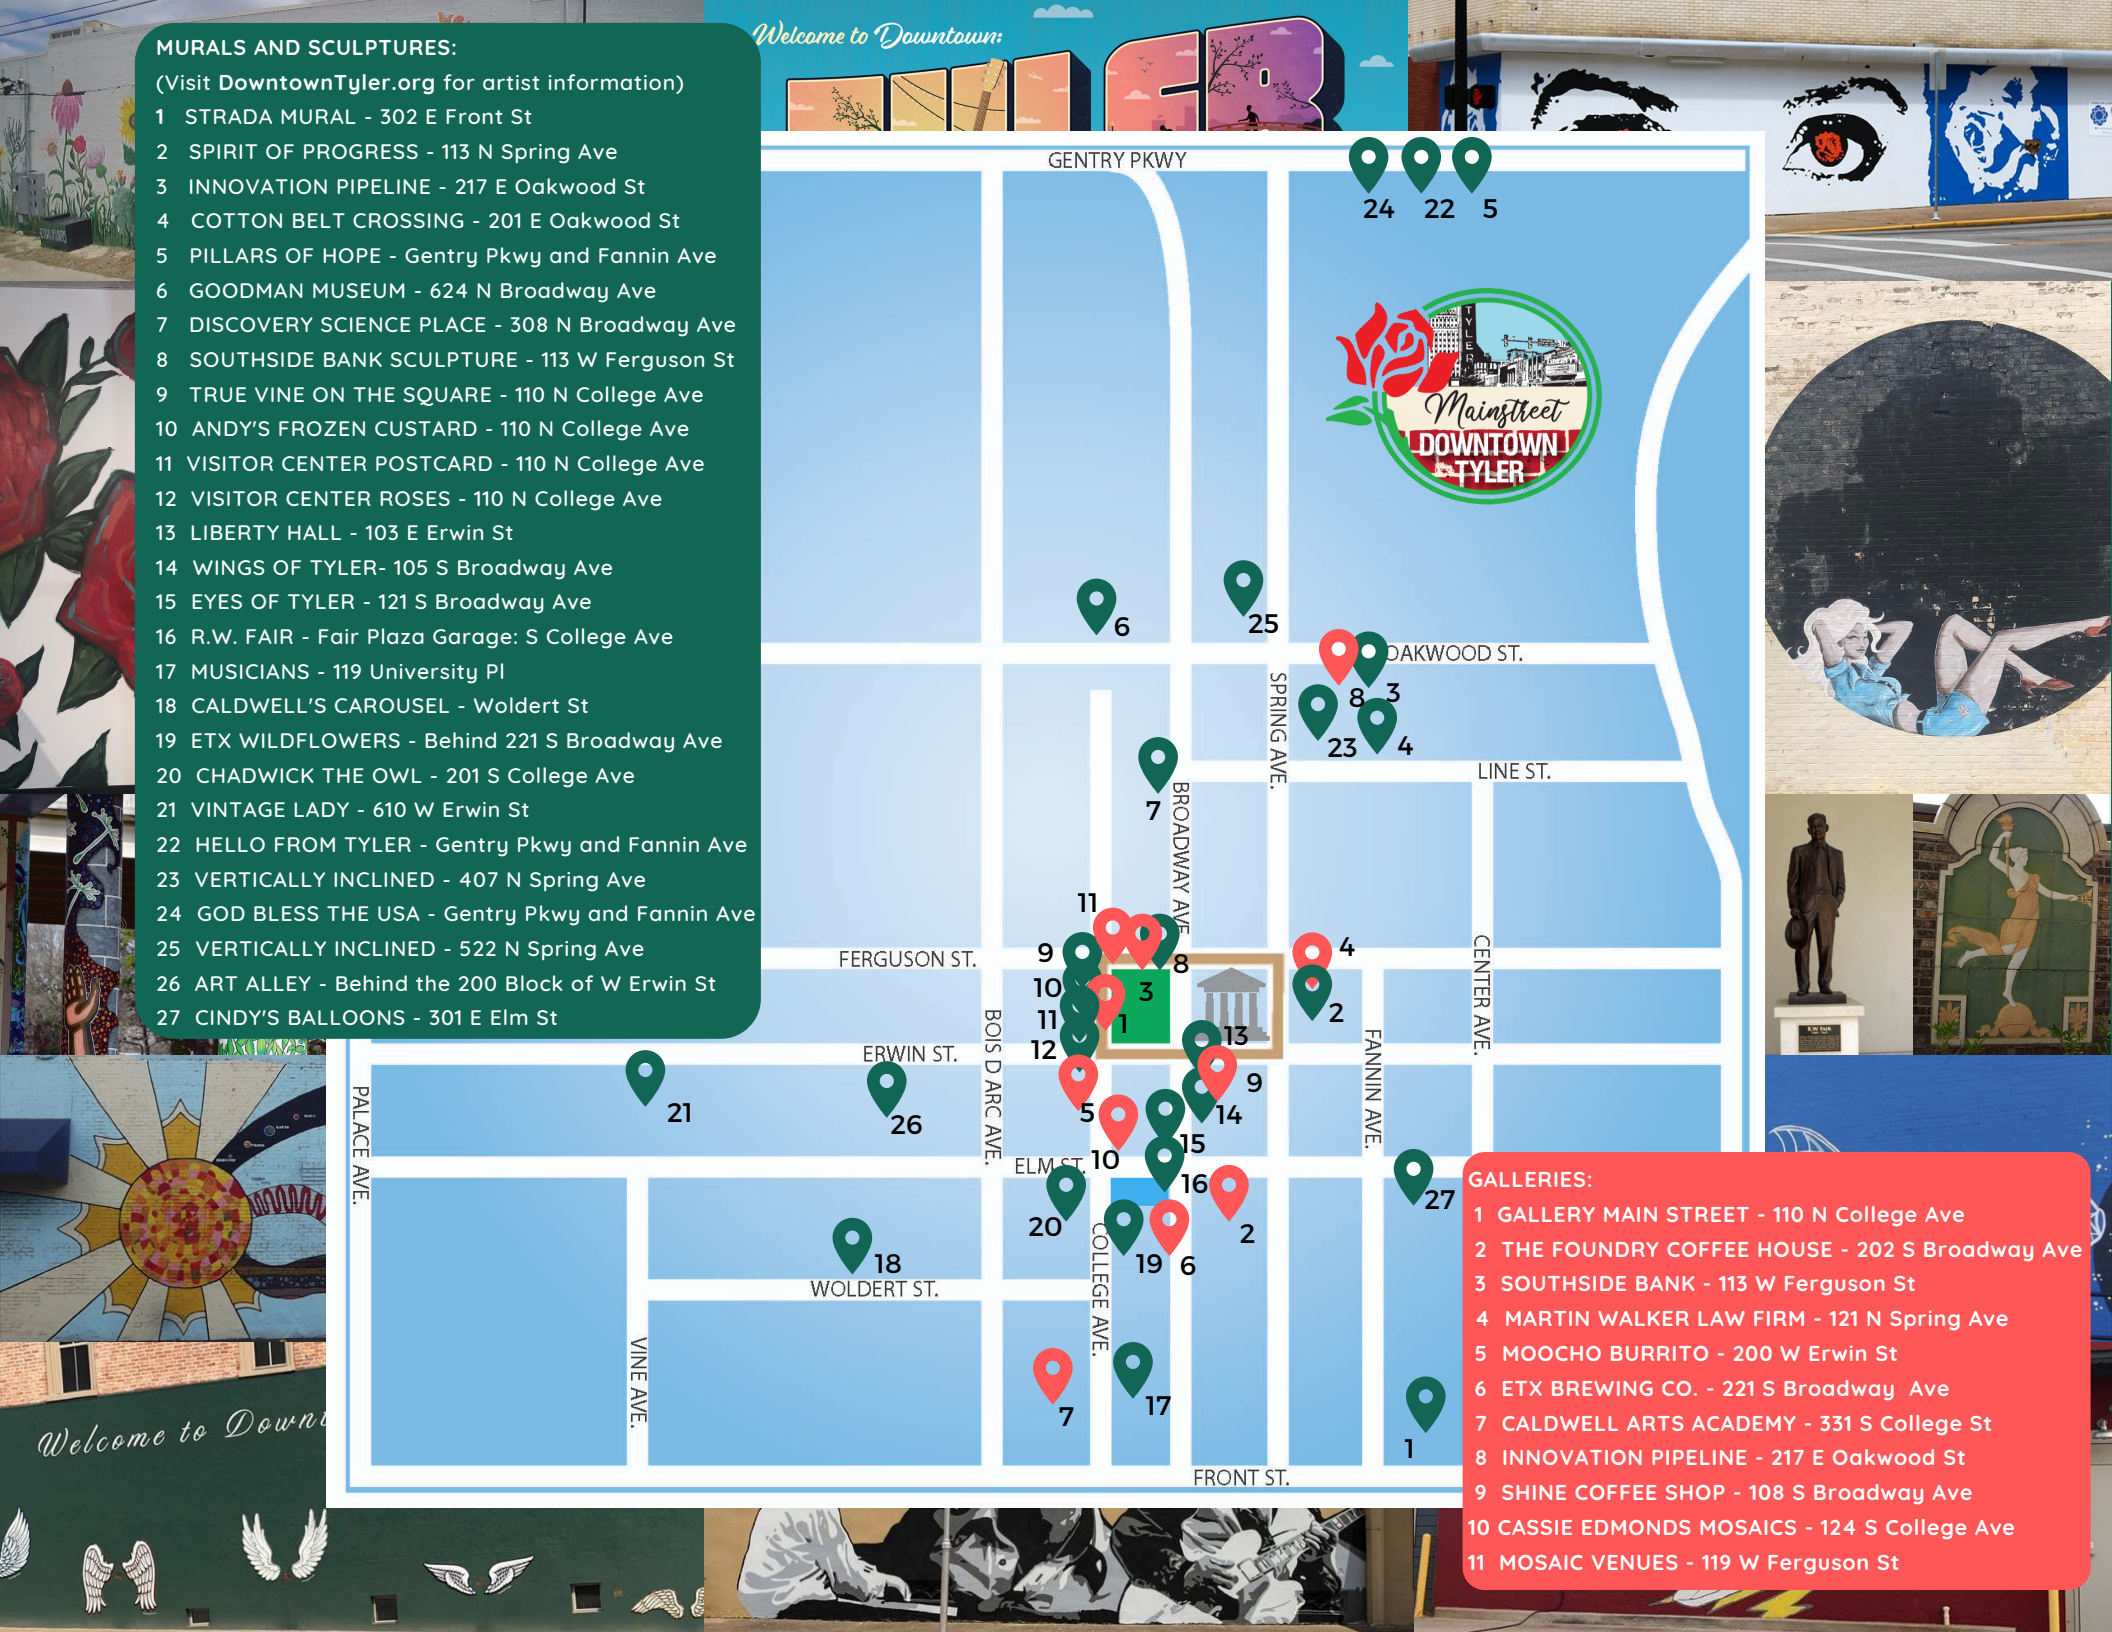 MURALS AND SCULPTURES:
(Visit DowntownTyler.org for artist information)
1 STRADA MURAL - 302 E Front St
2 SPIRIT OF PROGRESS - 113 N Spring Ave
3 INNOVATION PIPELINE - 217 E Oakwood St
4 COTTON BELT CROSSING - 201 E Oakwood St
5 PILLARS OF HOPE - Gentry Pkwy and Fannin Ave
6 GOODMAN MUSEUM - 624 N Broadway Ave
7 DISCOVERY SCIENCE PLACE - 308 N Broadway Ave
8 SOUTHSIDE BANK SCULPTURE - 113 W Ferguson St
9 TRUE VINE ON THE SQUARE - 110 N College Ave
10 ANDY'S FROZEN CUSTARD - 110 N College Ave
11 VISITOR CENTER POSTCARD - 110 N College Ave
12 VISITOR CENTER ROSES - 110 N College Ave
13 LIBERTY HALL - 103 E Erwin St
14 WINGS OF TYLER- 105 S Broadway Ave
15 EYES OF TYLER - 121 S Broadway Ave
16 R.W. FAIR - Fair Plaza Garage: S College Ave
17 MUSICIANS - 119 University Pl
18 CALDWELL'S CAROUSEL - Woldert St
19 ETX WILDFLOWERS - Behind 221 S Broadway Ave
20 CHADWICK THE OWL - 201 S College Ave
21 VINTAGE LADY - 610 W Erwin St
22 HELLO FROM TYLER - Gentry Pkwy and Fannin Ave
23 VERTICALLY INCLINED - 407 N Spring Ave
24 GOD BLESS THE USA - Gentry Pkwy and Fannin Ave
25 VERTICALLY INCLINED - 522 N Spring Ave
26 ART ALLEY - Behind the 200 Block of W Erwin St
27 CINDY'S BALLOONS - 301 E Elm St
Welcome to Downtown:
TYLER
GENTRY PKWY
24 22 5
TYLER
Mainstreet
DOWNTOWN
TYLER
6
25
OAKWOOD ST.
8 3
23 4
SPRING AVE.
LINE ST.
7
BROADWAY AVE
11
9
8
4
FERGUSON ST.
CENTER AVE.
10
3
11
1
2
12
13
BOIS D ARC AVE.
FANNIN AVE.
ERWIN ST.
PALACE AVE.
21
26
5
9
14
15
10
ELM ST.
16
27
20
2
18
19 6
COLLEGE AVE.
WOLDERT ST.
VINE AVE.
7
17
1
FRONT ST.
R.W. FAIR
Welcome to Downt
GALLERIES:
1 GALLERY MAIN STREET - 110 N College Ave
2 THE FOUNDRY COFFEE HOUSE - 202 S Broadway Ave
3 SOUTHSIDE BANK - 113 W Ferguson St
4 MARTIN WALKER LAW FIRM - 121 N Spring Ave
5 MOOCHO BURRITO - 200 W Erwin St
6 ETX BREWING CO. - 221 S Broadway Ave
7 CALDWELL ARTS ACADEMY - 331 S College St
8 INNOVATION PIPELINE - 217 E Oakwood St
9 SHINE COFFEE SHOP - 108 S Broadway Ave
10 CASSIE EDMONDS MOSAICS - 124 S College Ave
11 MOSAIC VENUES - 119 W Ferguson St